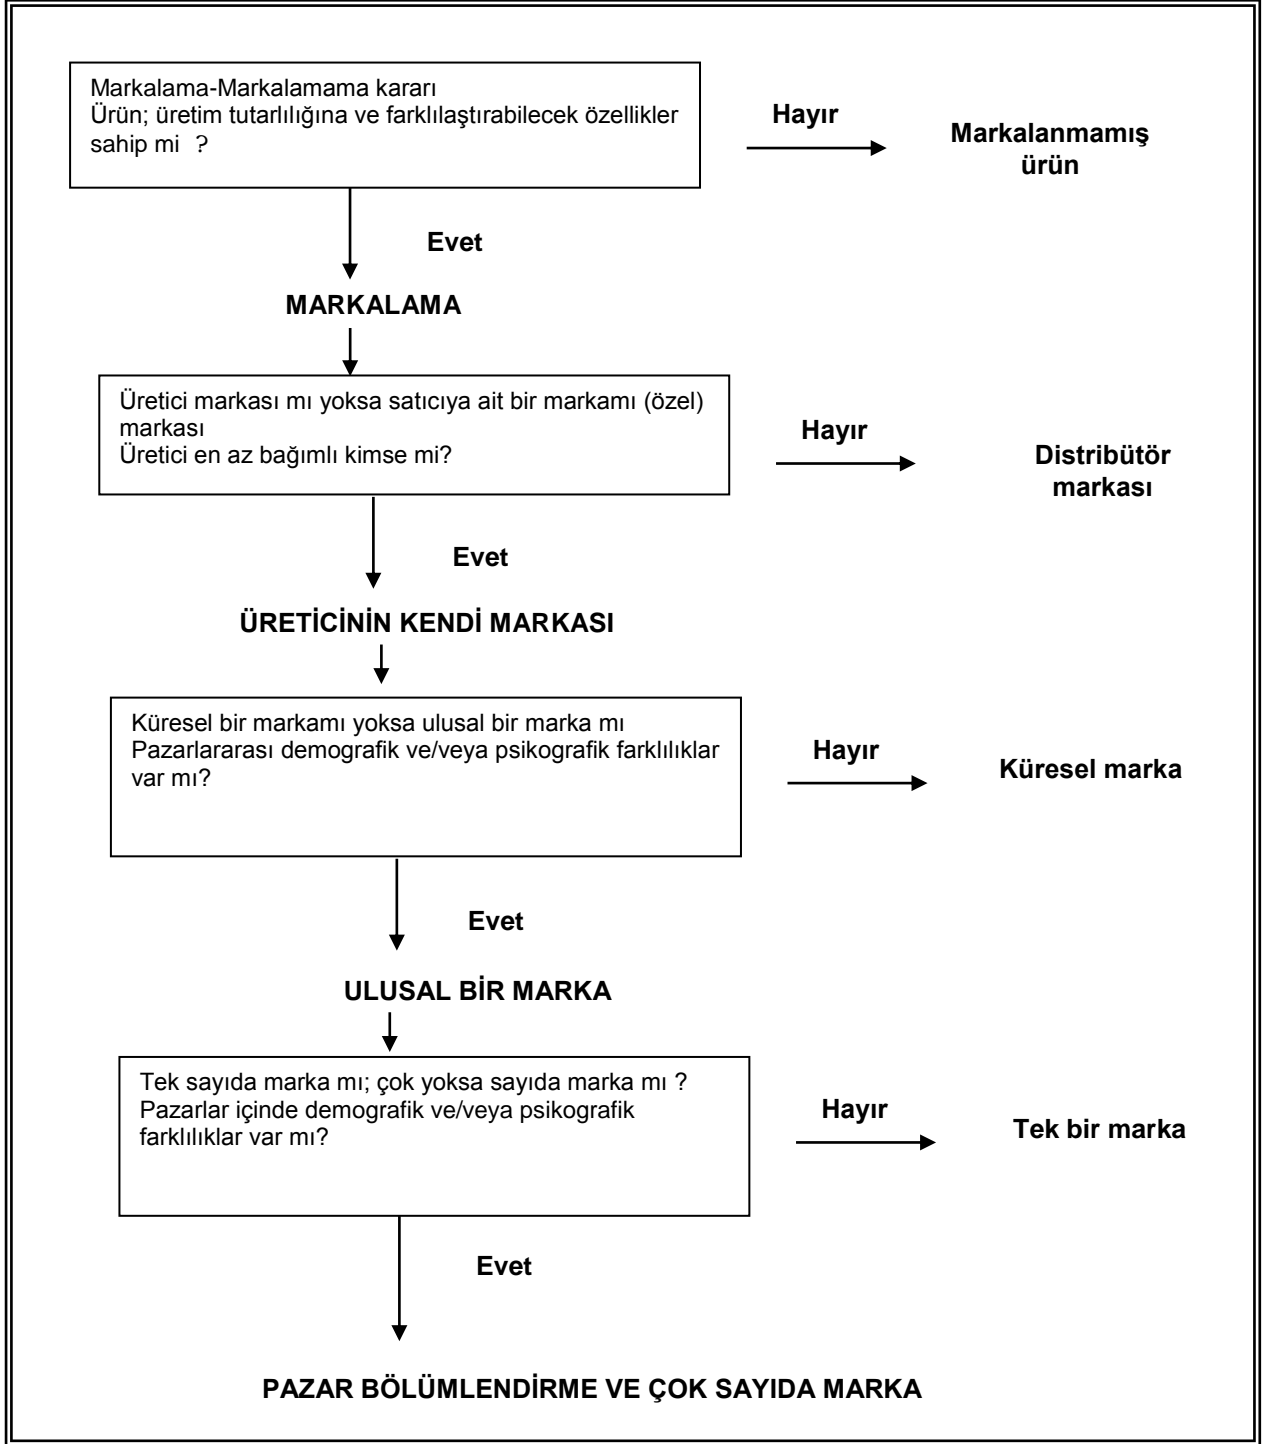 Markalama-Markalamama kararı
Ürün; üretim tutarlılığına ve farklılaştırabilecek özellikler
sahip mi ?
Hayır
Markalanmamış
ürün
Evet
MARKALAMA
Üretici markası mı yoksa satıcıya ait bir markamı (özel)
markası
Üretici en az bağımlı kimse mi?
Hayır
Distribütör
markası
Evet
ÜRETİCİNİN KENDİ MARKASI
Küresel bir markamı yoksa ulusal bir marka mı
Pazarlararası demografik ve/veya psikografik farklılıklar
var mı?
Hayır
Küresel marka
Evet
ULUSAL BİR MARKA
Tek sayıda marka mı; çok yoksa sayıda marka mı ?
Pazarlar içinde demografik ve/veya psikografik
farklılıklar var mı?
Hayır
Tek bir marka
Evet
PAZAR BÖLÜMLENDİRME VE ÇOK SAYIDA MARKA